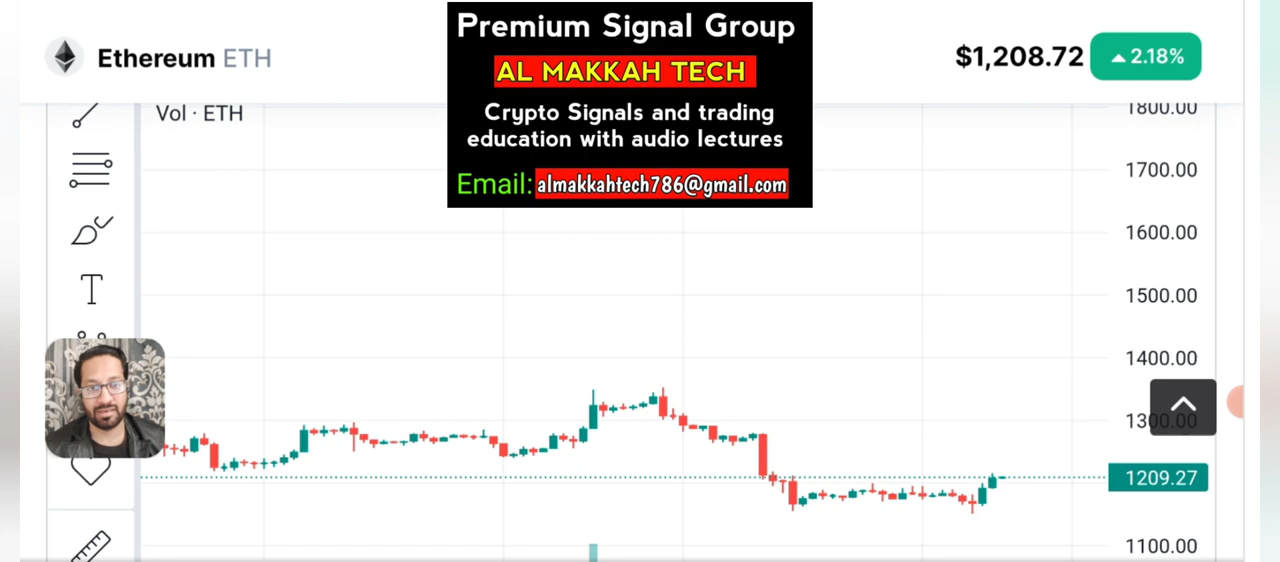 Premium Signal Group
Ethereum ETH
AL MAKKAH TECH
$1,208.72
2.18%
Crypto Signals and trading
education with audio lectures
Email: almakkahtech786@gmail.com
Vol · ETH
1800.00
1700.00
1600.00
1500.00
1400.00
1300.00
1209.27
1100.00
T